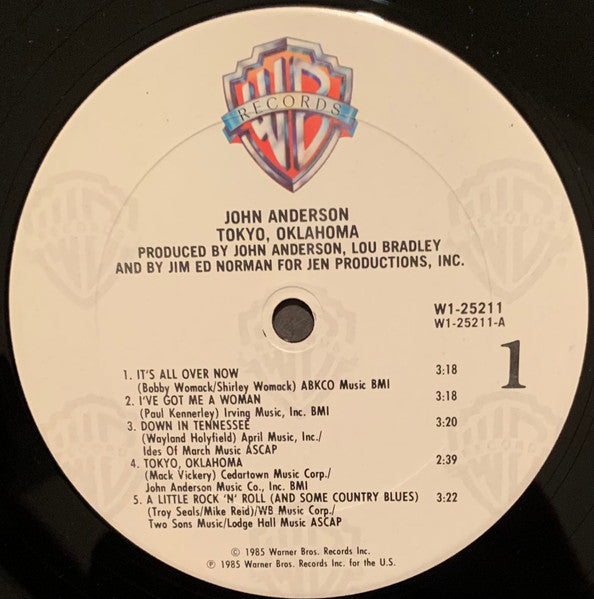 WB
RECORDS
JOHN ANDERSON
TOKYO, OKLAHOMA
PRODUCED BY JOHN ANDERSON, LOU BRADLEY
AND BY JIM ED NORMAN FOR JEN PRODUCTIONS, INC.
W1-25211
W1-25211-A
1
1. IT'S ALL OVER NOW 3:18
(Bobby Womack/Shirley Womack) ABKCO Music BMI
2. I'VE GOT ME A WOMAN 3:18
(Paul Kennerley) Irving Music, Inc. BMI
3. DOWN IN TENNESSEE 3:20
(Wayland Holyfield) April Music, Inc./
Ides Of March Music ASCAP
4. TOKYO, OKLAHOMA 2:39
(Mack Vickery) Cedartown Music Corp./
John Anderson Music Co., Inc. BMI
5. A LITTLE ROCK 'N' ROLL (AND SOME COUNTRY BLUES) 3:22
(Troy Seals/Mike Reid)/WB Music Corp./
Two Sons Music/Lodge Hall Music ASCAP
© 1985 Warner Bros. Records Inc.
℗ 1985 Warner Bros. Records Inc. for the U.S.